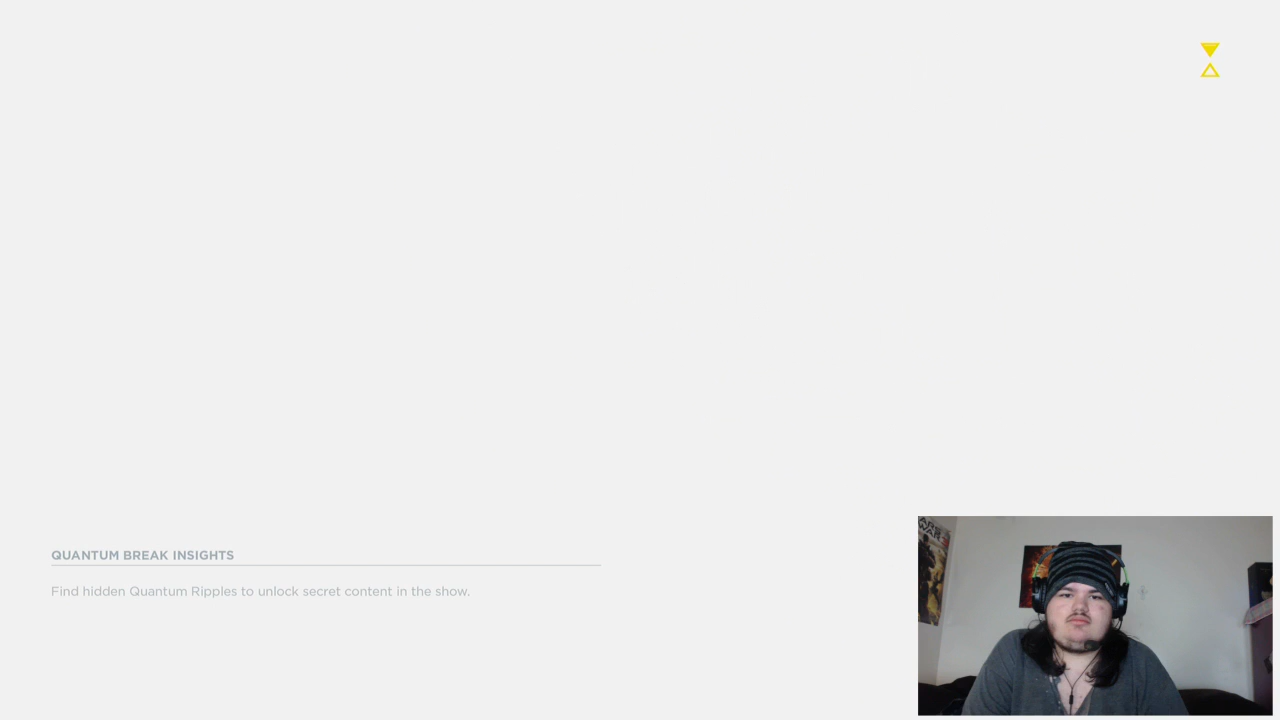 QUANTUM BREAK INSIGHTS
Find hidden Quantum Ripples to unlock secret content in the show.